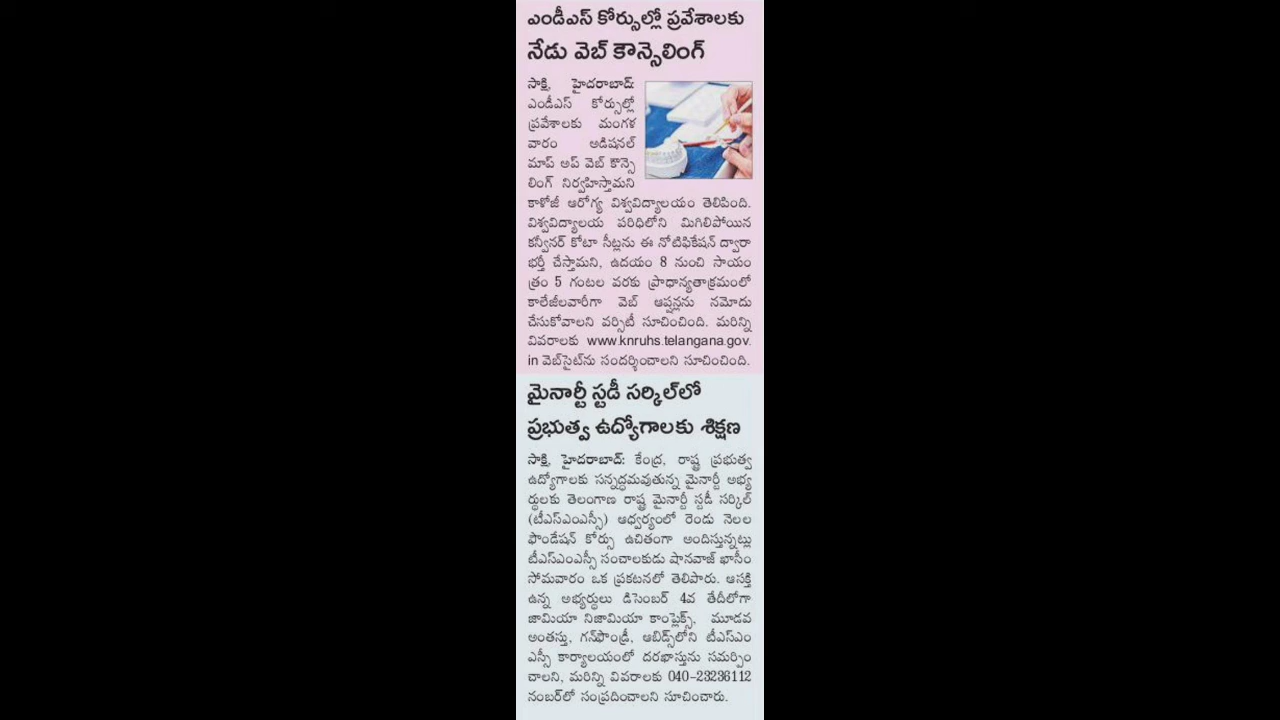 ఎండీఎస్ కోర్సుల్లో ప్రవేశాలకు
నేడు వెబ్ కౌన్సెలింగ్
సాక్షి, హైదరాబాద్:
ఎండీఎస్ కోర్సుల్లో
ప్రవేశాలకు మంగళ
వారం అడిషనల్
మాప్ అప్ వెబ్ కౌన్సె
లింగ్ నిర్వహిస్తామని
కాళోజీ ఆరోగ్య విశ్వవిద్యాలయం తెలిపింది.
విశ్వవిద్యాలయ పరిధిలోని మిగిలిపోయిన
కన్వీనర్ కోటా సీట్లను ఈ నోటిఫికేషన్ ద్వారా
భర్తీ చేస్తామని, ఉదయం 8 నుంచి సాయం
త్రం 5 గంటల వరకు ప్రాధాన్యతాక్రమంలో
కాలేజీలవారీగా వెబ్ ఆప్షన్లను నమోదు
చేసుకోవాలని వర్సిటీ సూచించింది. మరిన్ని
వివరాలకు www.knruhs.telangana.gov.
in వెబ్‌సైట్‌ను సందర్శించాలని సూచించింది.
మైనార్టీ స్టడీ సర్కిల్‌లో
ప్రభుత్వ ఉద్యోగాలకు శిక్షణ
సాక్షి, హైదరాబాద్: కేంద్ర, రాష్ట్ర ప్రభుత్వ
ఉద్యోగాలకు సన్నద్ధమవుతున్న మైనార్టీ అభ్య
ర్థులకు తెలంగాణ రాష్ట్ర మైనార్టీ స్టడీ సర్కిల్
(టీఎస్‌ఎంఎస్సీ) ఆధ్వర్యంలో రెండు నెలల
ఫౌండేషన్ కోర్సు ఉచితంగా అందిస్తున్నట్లు
టీఎస్‌ఎంఎస్సీ సంచాలకుడు షానవాజ్ ఖాసీం
సోమవారం ఒక ప్రకటనలో తెలిపారు. ఆసక్తి
ఉన్న అభ్యర్థులు డిసెంబర్ 4వ తేదీలోగా
జామియా నిజామియా కాంప్లెక్స్, మూడవ
అంతస్తు, గన్‌ఫౌండ్రీ, ఆబిడ్స్‌లోని టీఎస్‌ఎం
ఎస్సీ కార్యాలయంలో దరఖాస్తును సమర్పిం
చాలని, మరిన్ని వివరాలకు 040-23236112
నంబర్‌లో సంప్రదించాలని సూచించారు.